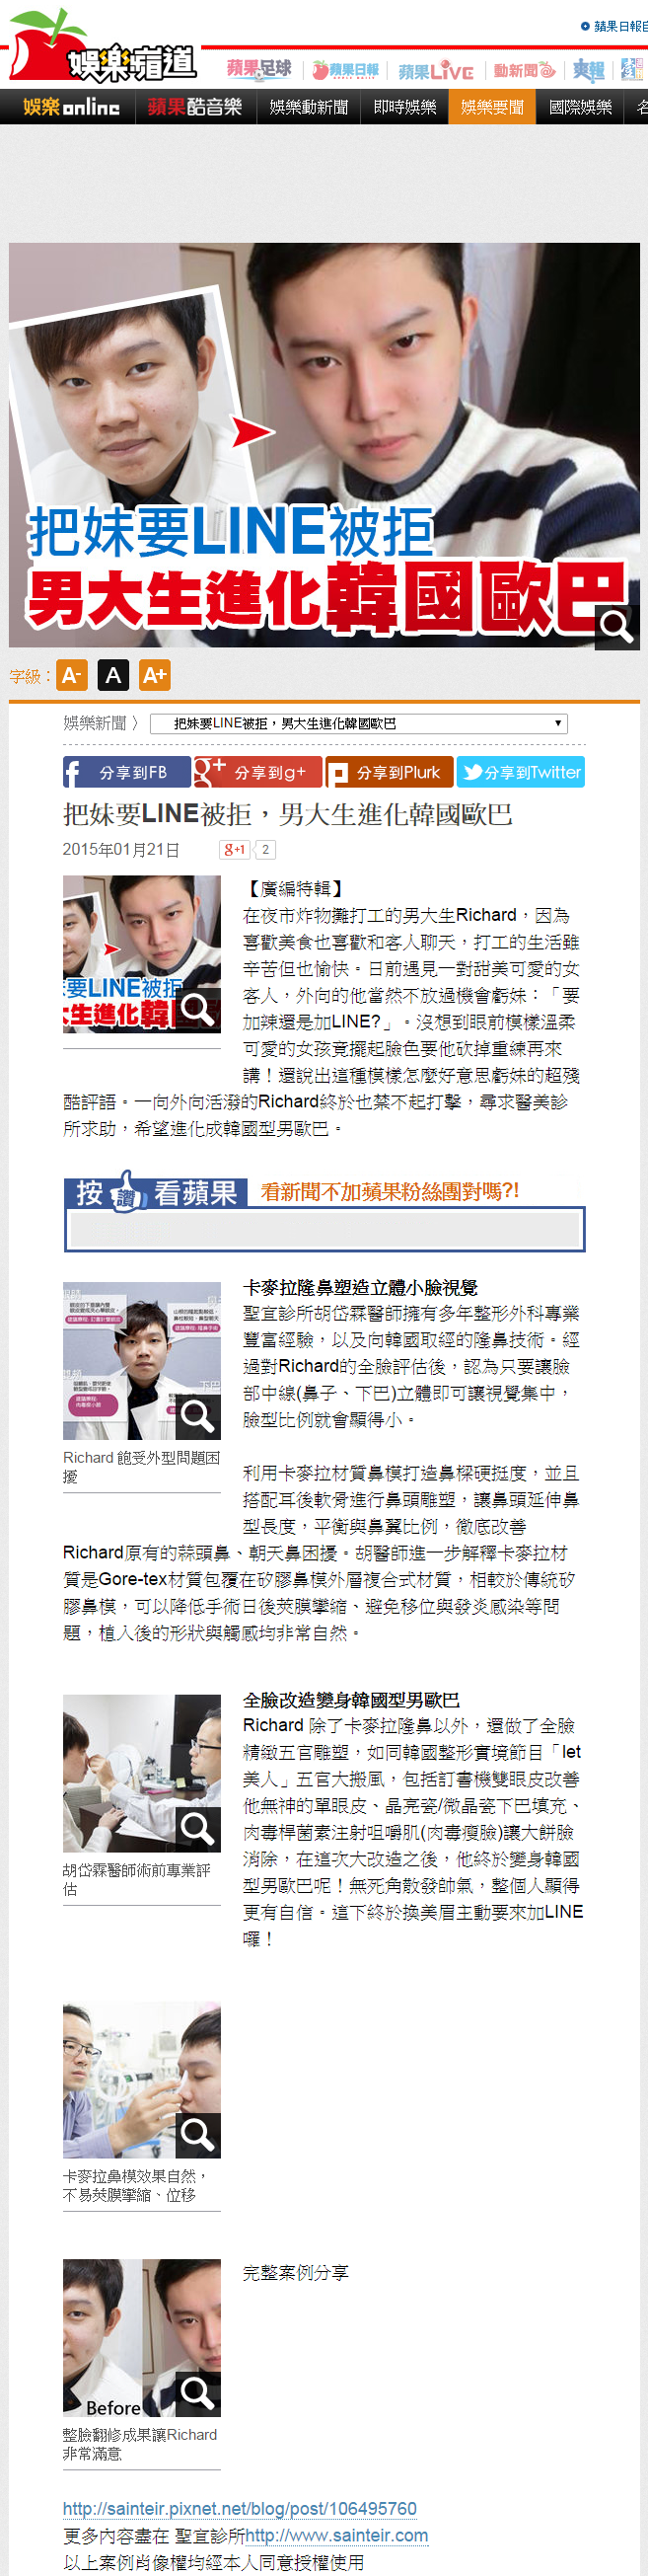 蘋果日報
娛樂頻道
蘋果足球 蘋果日報 蘋果LIVE 動新聞 爽報
娛樂online 蘋果酷音樂 娛樂動新聞 即時娛樂 娛樂要聞 國際娛樂
把妹要LINE被拒
男大生進化韓國歐巴
字級： A- A A+
娛樂新聞 〉 把妹要LINE被拒，男大生進化韓國歐巴
分享到FB 分享到g+ 分享到Plurk 分享到Twitter
把妹要LINE被拒，男大生進化韓國歐巴
2015年01月21日 g+1 2
要LINE被拒
大生進化韓
【廣編特輯】
在夜市炸物攤打工的男大生Richard，因為
喜歡美食也喜歡和客人聊天，打工的生活雖
辛苦但也愉快。日前遇見一對甜美可愛的女
客人，外向的他當然不放過機會虧妹：「要
加辣還是加LINE?」。沒想到眼前模樣溫柔
可愛的女孩竟擺起臉色要他砍掉重練再來
講！還說出這種模樣怎麼好意思虧妹的超殘
酷評語。一向外向活潑的Richard終於也禁不起打擊，尋求醫美診
所求助，希望進化成韓國型男歐巴。
按讚看蘋果 看新聞不加蘋果粉絲團對嗎?!
下巴
Richard 飽受外型問題困
擾
卡麥拉隆鼻塑造立體小臉視覺
聖宜診所胡岱霖醫師擁有多年整形外科專業
豐富經驗，以及向韓國取經的隆鼻技術。經
過對Richard的全臉評估後，認為只要讓臉
部中線(鼻子、下巴)立體即可讓視覺集中，
臉型比例就會顯得小。
利用卡麥拉材質鼻模打造鼻樑硬挺度，並且
搭配耳後軟骨進行鼻頭雕塑，讓鼻頭延伸鼻
型長度，平衡與鼻翼比例，徹底改善
Richard原有的蒜頭鼻、朝天鼻困擾。胡醫師進一步解釋卡麥拉材
質是Gore-tex材質包覆在矽膠鼻模外層複合式材質，相較於傳統矽
膠鼻模，可以降低手術日後莢膜攣縮、避免移位與發炎感染等問
題，植入後的形狀與觸感均非常自然。
胡岱霖醫師術前專業評
估
全臉改造變身韓國型男歐巴
Richard 除了卡麥拉隆鼻以外，還做了全臉
精緻五官雕塑，如同韓國整形實境節目「let
美人」五官大搬風，包括訂書機雙眼皮改善
他無神的單眼皮、晶亮瓷/微晶瓷下巴填充、
肉毒桿菌素注射咀嚼肌(肉毒瘦臉)讓大餅臉
消除，在這次大改造之後，他終於變身韓國
型男歐巴呢！無死角散發帥氣，整個人顯得
更有自信。這下終於換美眉主動要來加LINE
囉！
卡麥拉鼻模效果自然，
不易莢膜攣縮、位移
Before
整臉翻修成果讓Richard
非常滿意
完整案例分享
http://sainteir.pixnet.net/blog/post/106495760
更多內容盡在 聖宜診所http://www.sainteir.com
以上案例肖像權均經本人同意授權使用